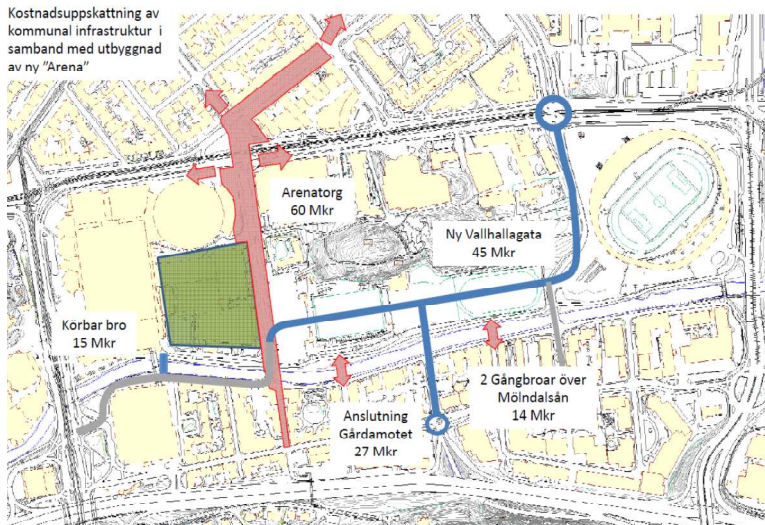 Kostnadsuppskattning av
kommunal infrastruktur i
samband med utbyggnad
av ny ”Arena”
Arenatorg
60 Mkr
Ny Vallhallagata
45 Mkr
Körbar bro
15 Mkr
2 Gångbroar över
Mölndalsån
14 Mkr
Anslutning
Gårdamotet
27 Mkr